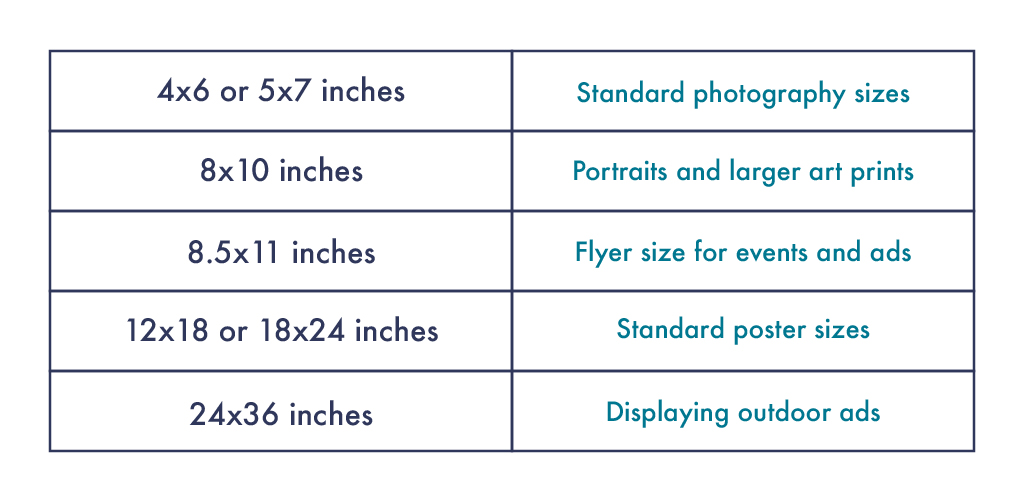 4x6 or 5x7 inches
Standard photography sizes
8x10 inches
Portraits and larger art prints
8.5x11 inches
Flyer size for events and ads
12x18 or 18x24 inches
Standard poster sizes
24x36 inches
Displaying outdoor ads